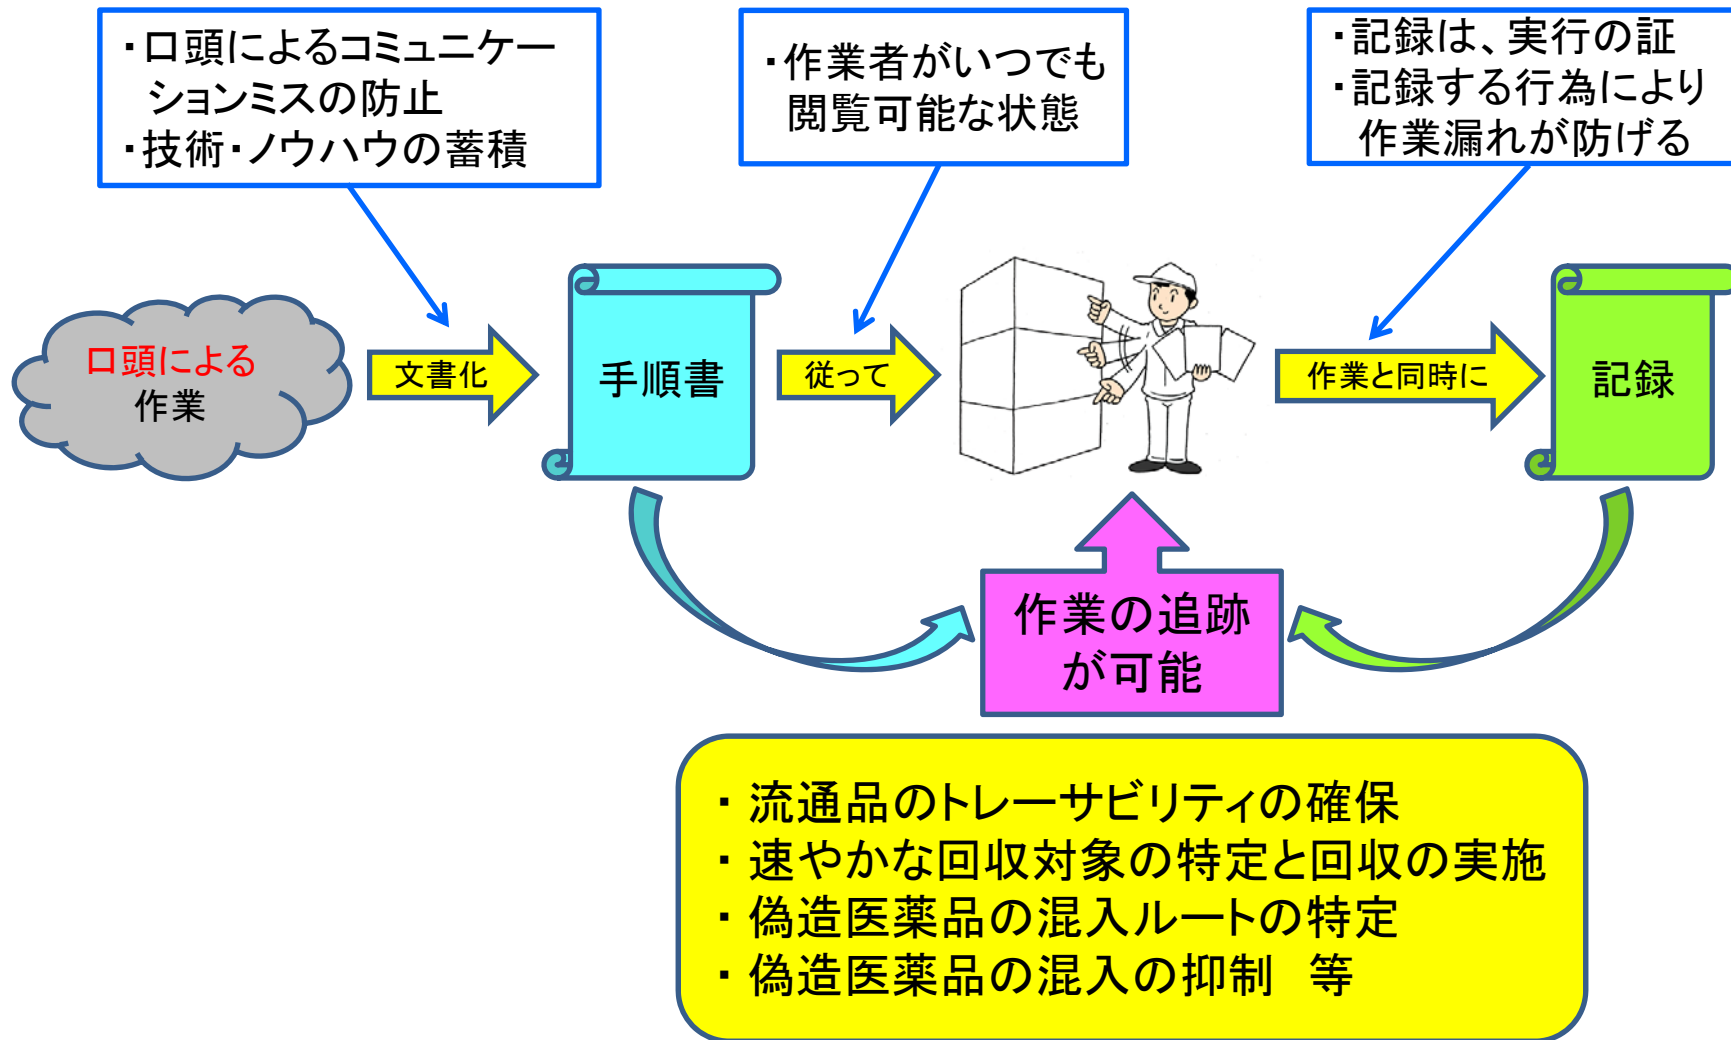 ・口頭によるコミュニケー
ションミスの防止
・技術・ノウハウの蓄積
・作業者がいつでも
閲覧可能な状態
・記録は、実行の証
・記録する行為により
作業漏れが防げる
口頭による
作業
文書化
手順書
従って
作業と同時に
記録
作業の追跡
が可能
・ 流通品のトレーサビリティの確保
・ 速やかな回収対象の特定と回収の実施
・ 偽造医薬品の混入ルートの特定
・ 偽造医薬品の混入の抑制　等